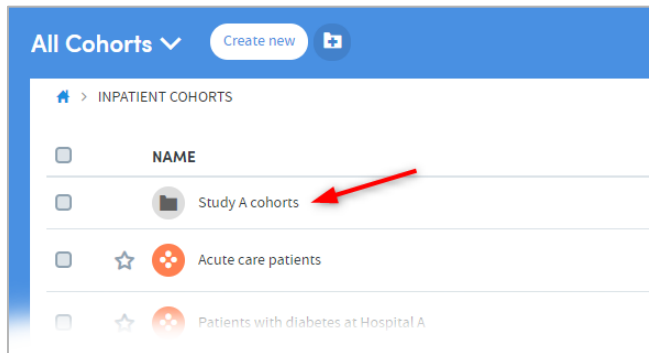 All Cohorts Create new
> INPATIENT COHORTS
NAME
Study A cohorts
Acute care patients
Patients with diabetes at Hospital A